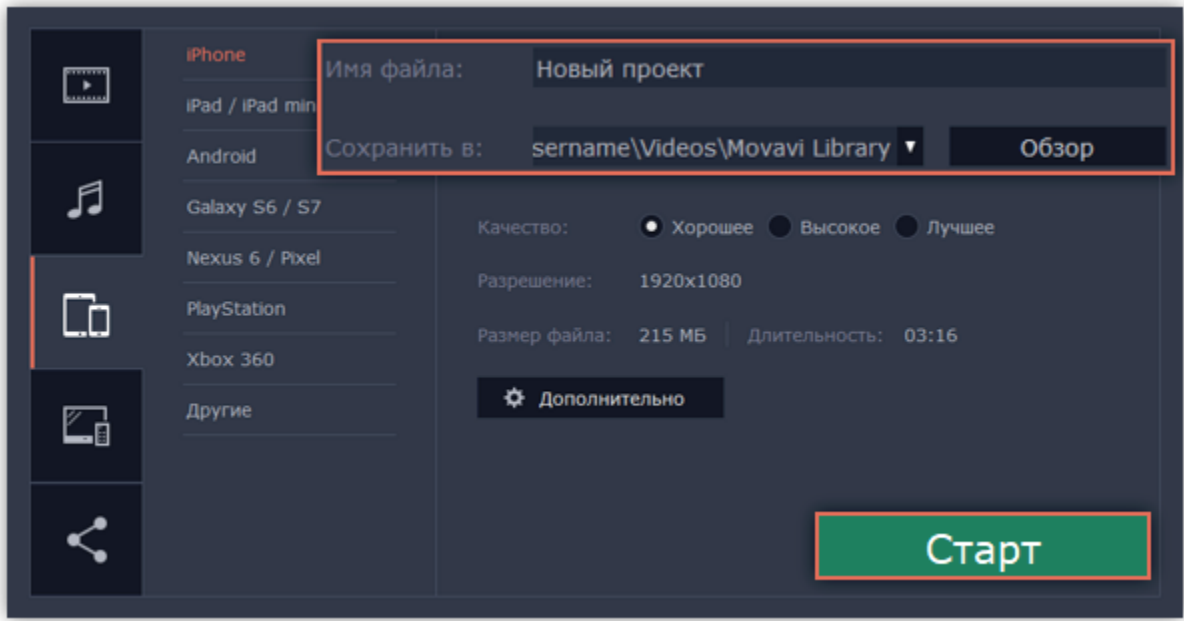 iPhone
iPad / iPad min
Android
Galaxy S6 / S7
Nexus 6 / Pixel
PlayStation
Xbox 360
Другие
Имя файла: Новый проект
Сохранить в: sername\Videos\Movavi Library Обзор
Качество: Хорошее Высокое Лучшее
Разрешение: 1920x1080
Размер файла: 215 МБ Длительность: 03:16
Дополнительно
Старт